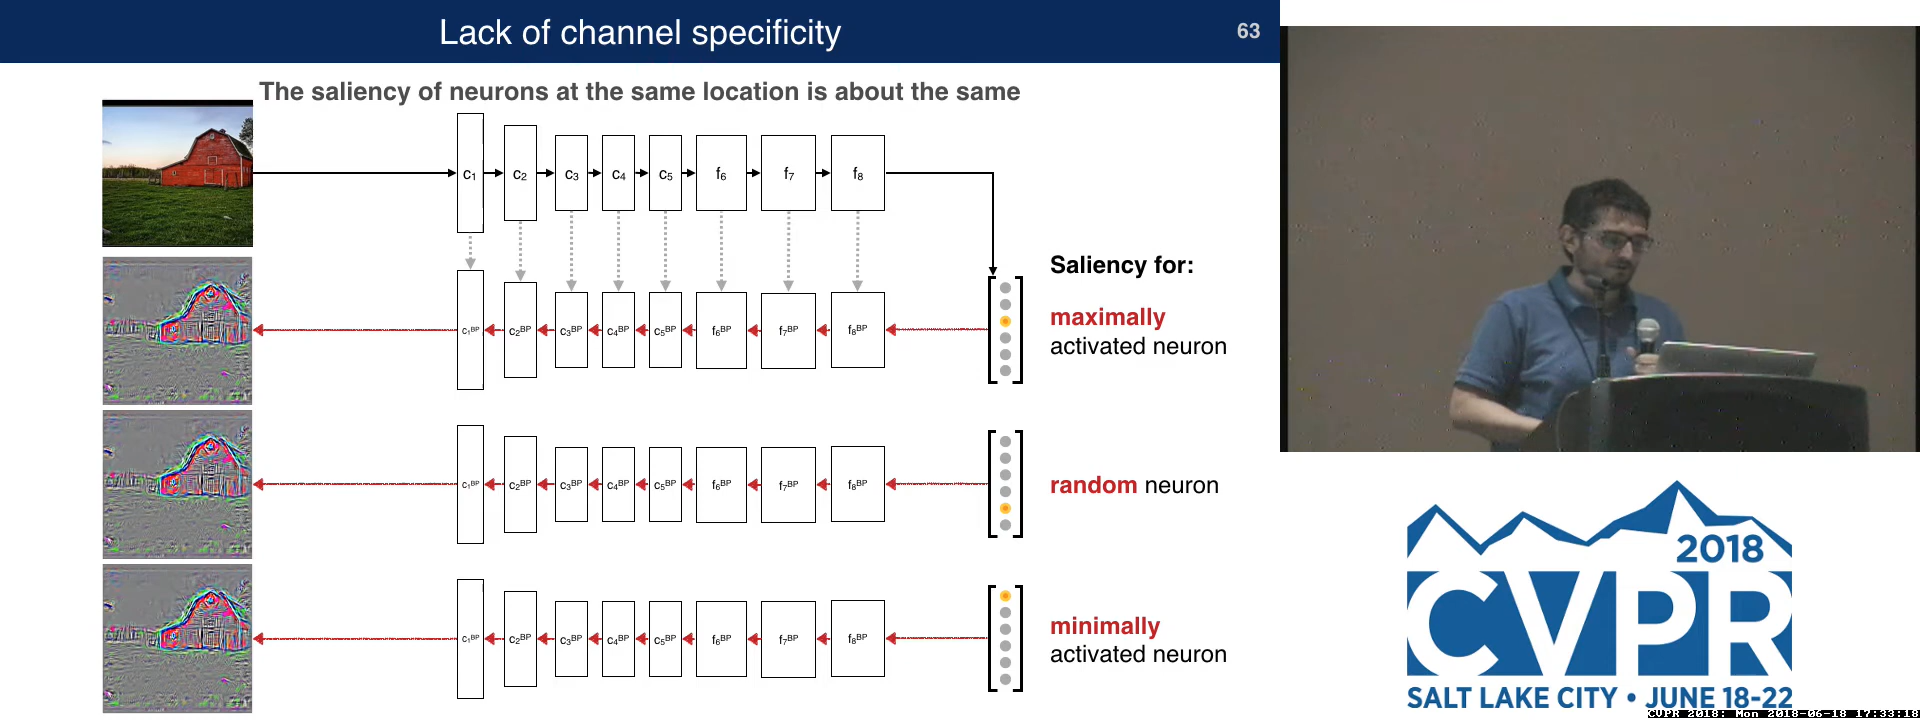 Lack of channel specificity
63
The saliency of neurons at the same location is about the same
c1 c2 c3 c4 c5 f6 f7 f8
Saliency for:
c1BP c2BP c3BP c4BP c5BP f6BP f7BP f8BP
maximally
activated neuron
c1BP c2BP c3BP c4BP c5BP f6BP f7BP f8BP
random neuron
c1BP c2BP c3BP c4BP c5BP f6BP f7BP f8BP
minimally
activated neuron
2018
CVPR
SALT LAKE CITY • JUNE 18-22
CVPR 2018: Mon 2018-06-18 17:33:18